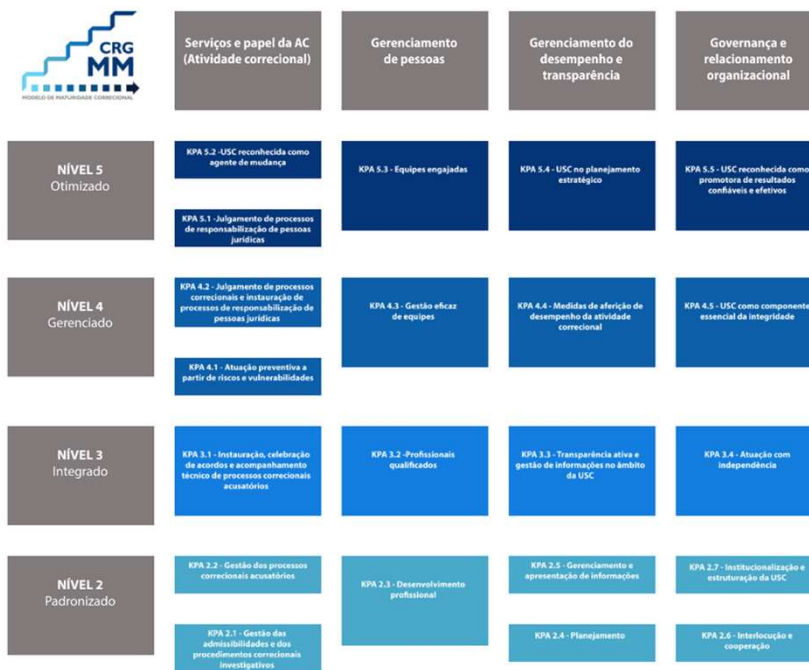 CRG
MM
MODELO DE MATURIDADE CORRECIONAL
Serviços e papel da AC
(Atividade correcional)
Gerenciamento
de pessoas
Gerenciamento do
desempenho e
transparência
Governança e
relacionamento
organizacional
NÍVEL 5
Otimizado
KPA 5.2 -USC reconhecida como
agente de mudança
KPA 5.1 -Julgamento de processos
de responsabilização de pessoas
jurídicas
KPA 5.3 - Equipes engajadas
KPA 5.4 - USC no planejamento
estratégico
KPA 5.5 - USC reconhecida como
promotora de resultados
confiáveis e efetivos
NÍVEL 4
Gerenciado
KPA 4.2 - Julgamento de processos
correcionais e instauração de
processos de responsabilização de
pessoas jurídicas
KPA 4.1 - Atuação preventiva a
partir de riscos e vulnerabilidades
KPA 4.3 - Gestão eficaz
de equipes
KPA 4.4 - Medidas de aferição de
desempenho da atividade
correcional
KPA 4.5 - USC como componente
essencial da integridade
NÍVEL 3
Integrado
KPA 3.1 - Instauração, celebração
de acordos e acompanhamento
técnico de processos correcionais
acusatórios
KPA 3.2 -Profissionais
qualificados
KPA 3.3 - Transparência ativa e
gestão de informações no âmbito
da USC
KPA 3.4 - Atuação com
independência
NÍVEL 2
Padronizado
KPA 2.2 - Gestão dos processos
correcionais acusatórios
KPA 2.1 - Gestão das
admissibilidades e dos
procedimentos correcionais
investigativos
KPA 2.3 - Desenvolvimento
profissional
KPA 2.5 - Gerenciamento e
apresentação de informações
KPA 2.4 - Planejamento
KPA 2.7 - Institucionalização e
estruturação da USC
KPA 2.6 - Interlocução e
cooperação